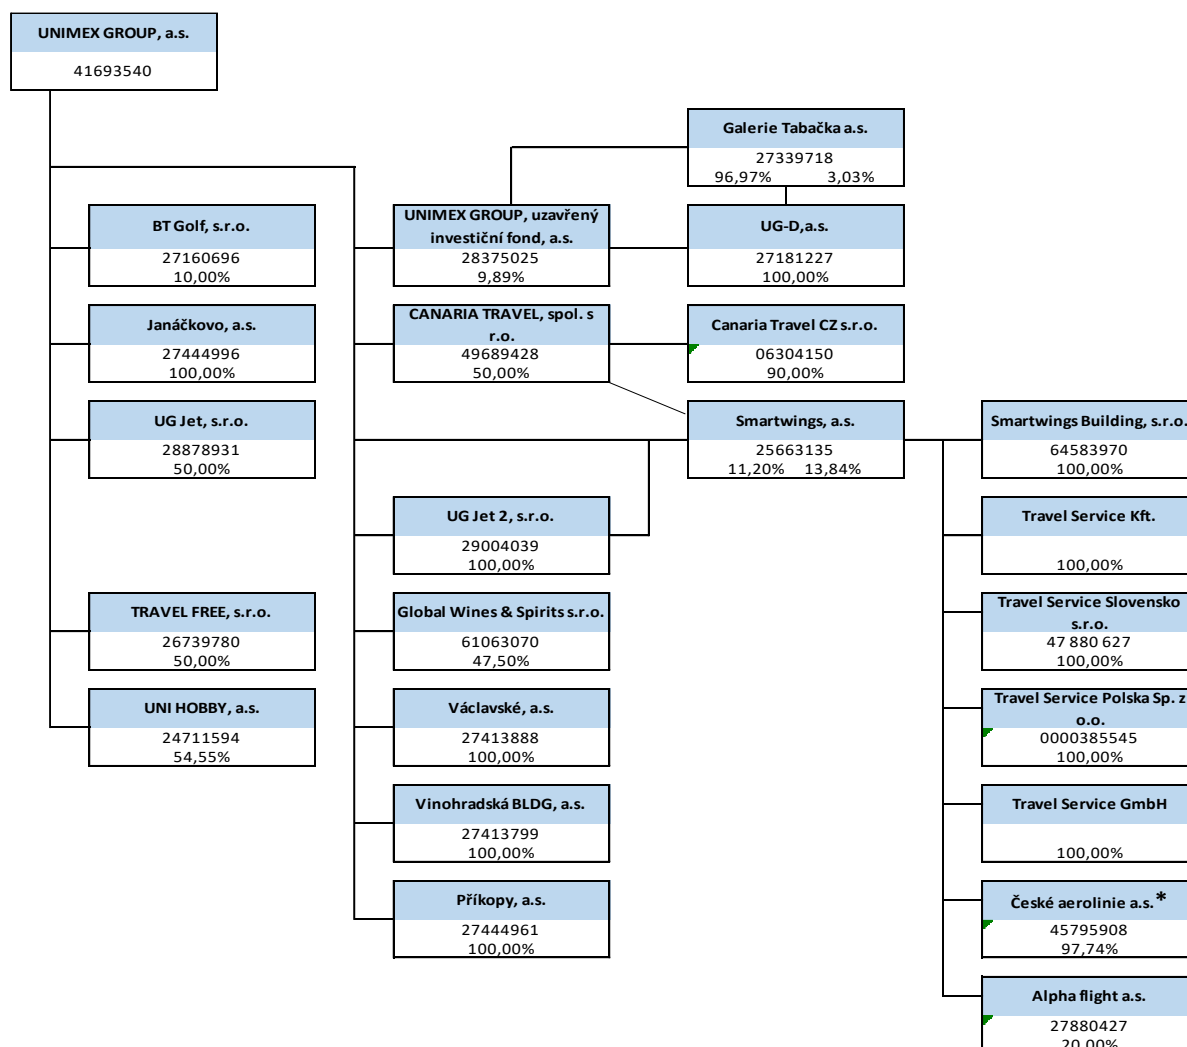 UNIMEX GROUP, a.s.
41693540
Galerie Tabačka a.s.
27339718
96,97% 3,03%
BT Golf, s.r.o.
27160696
10,00%
UNIMEX GROUP, uzavřený
investiční fond, a.s.
28375025
9,89%
UG-D,a.s.
27181227
100,00%
Janáčkovo, a.s.
27444996
100,00%
CANARIA TRAVEL, spol. s
r.o.
49689428
50,00%
Canaria Travel CZ s.r.o.
06304150
90,00%
UG Jet, s.r.o.
28878931
50,00%
Smartwings, a.s.
25663135
11,20% 13,84%
Smartwings Building, s.r.o.
64583970
100,00%
UG Jet 2, s.r.o.
29004039
100,00%
Travel Service Kft.
100,00%
TRAVEL FREE, s.r.o.
26739780
50,00%
Global Wines & Spirits s.r.o.
61063070
47,50%
Travel Service Slovensko
s.r.o.
47 880 627
100,00%
UNI HOBBY, a.s.
24711594
54,55%
Václavské, a.s.
27413888
100,00%
Travel Service Polska Sp. z
o.o.
0000385545
100,00%
Vinohradská BLDG, a.s.
27413799
100,00%
Travel Service GmbH
100,00%
Příkopy, a.s.
27444961
100,00%
České aerolinie a.s.*
45795908
97,74%
Alpha flight a.s.
27880427
20,00%